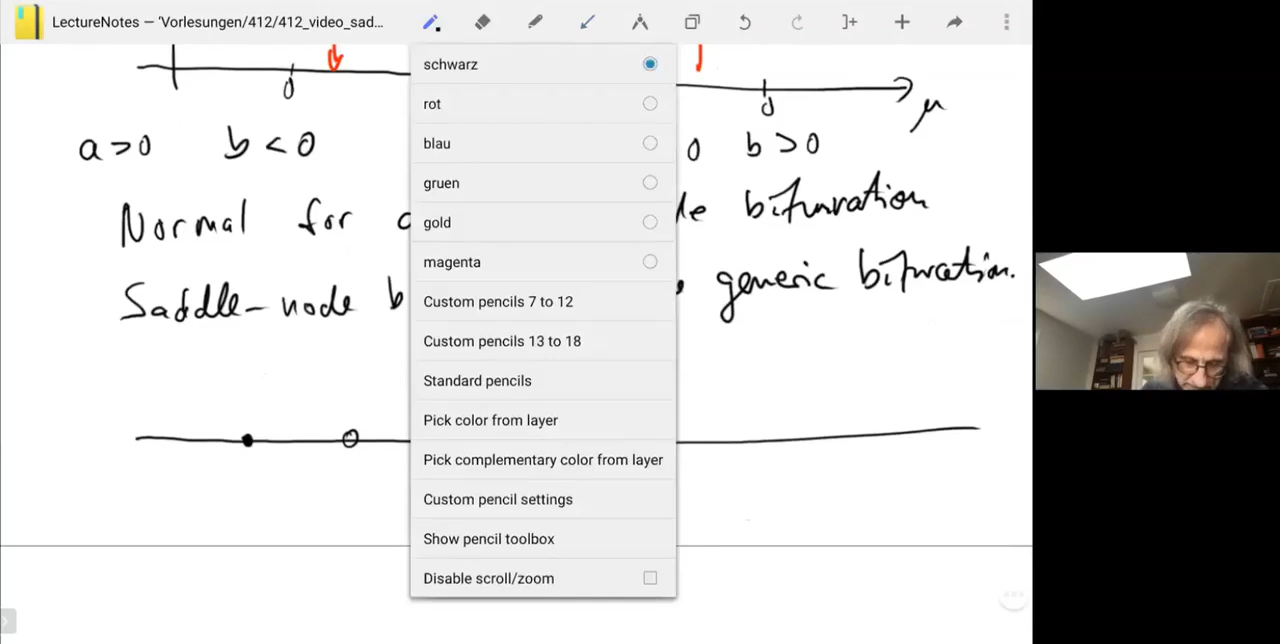 LectureNotes — 'Vorlesungen/412/412_video_sad...
schwarz
rot
blau
gruen
gold
magenta
Custom pencils 7 to 12
Custom pencils 13 to 18
Standard pencils
Pick color from layer
Pick complementary color from layer
Custom pencil settings
Show pencil toolbox
Disable scroll/zoom
0 0 μ
a > 0 b < 0 0 b > 0
Normal for bifurvation
Saddle-node b generic bifurcation.